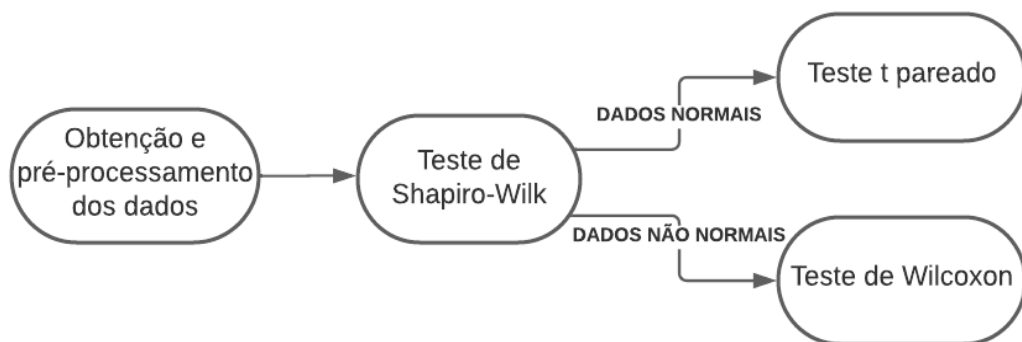 Obtenção e
pré-processamento
dos dados
Teste de
Shapiro-Wilk
DADOS NORMAIS
Teste t pareado
DADOS NÃO NORMAIS
Teste de Wilcoxon